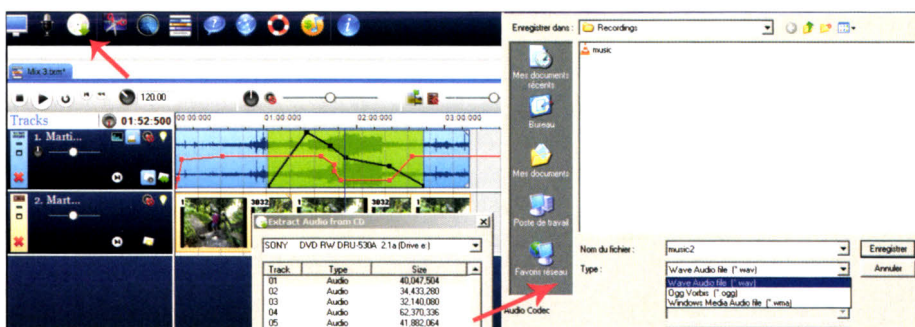 Mix 3.txm*
120.00
Tracks
01:52:500
00:00:000
01:00:000
02:00:000
03:00:000
1. Marti...
2. Mart...
3032
Extract Audio from CD
SONY DVD RW DRU-530A 2.1a (Drive e:)
Track Type Size
01 Audio 40,047,504
02 Audio 34,433,280
03 Audio 32,140,080
04 Audio 62,370,336
05 Audio 41,882,064
Enregistrer dans :
Recordings
music
Mes documents récents
Bureau
Mes documents
Poste de travail
Favoris réseau
Nom du fichier :
music2
Enregistrer
Type :
Wave Audio file (*.wav)
Annuler
Wave Audio file (*.wav)
Ogg Vorbis (*.ogg)
Windows Media Audio file (*.wma)
Audio Codec